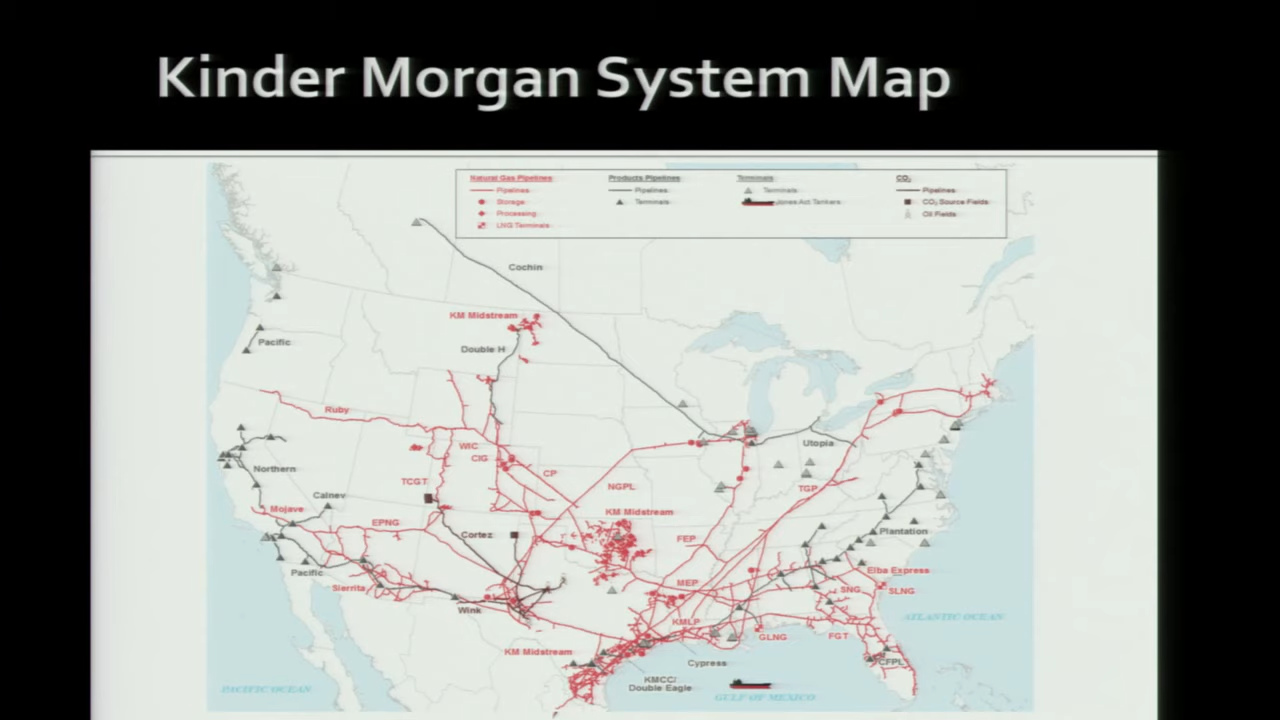 Kinder Morgan System Map
Natural Gas Pipelines
Pipelines
Storage
Processing
LNG Terminals
Products Pipelines
Pipelines
Terminals
Terminals
Terminals
Jones Act Tankers
CO₂
Pipelines
CO₂ Source Fields
Oil Fields
Cochin
KM Midstream
Pacific
Double H
Ruby
Utopia
WIC
CIG
Northern
CP
TCGT
NGPL
TGP
Calnev
Mojave
KM Midstream
EPNG
Plantation
Cortez
FEP
Pacific
Elba Express
Sierrita
MEP
SNG
SLNG
Wink
ATLANTIC OCEAN
KMLP
GLNG
FGT
KM Midstream
Cypress
CFPL
KMCC/
Double Eagle
PACIFIC OCEAN
GULF OF MEXICO